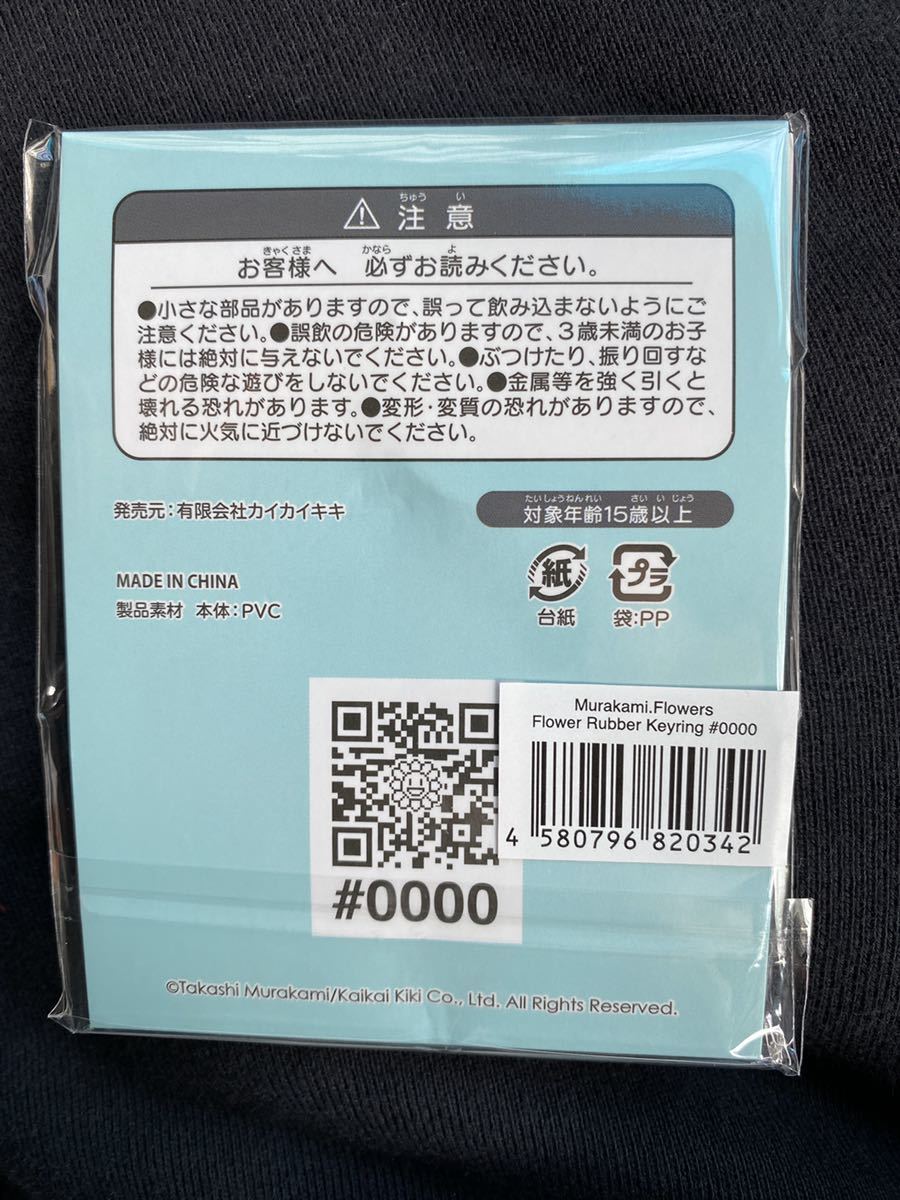 ちゅう い
⚠ 注意
きゃくさま かなら よ
お客様へ 必ずお読みください。
●小さな部品がありますので、誤って飲み込まないようにご
注意ください。●誤飲の危険がありますので、3歳未満のお子
様には絶対に与えないでください。●ぶつけたり、振り回すな
どの危険な遊びをしないでください。●金属等を強く引くと
壊れる恐れがあります。●変形・変質の恐れがありますので、
絶対に火気に近づけないでください。
発売元:有限会社カイカイキキ
たいしょうねんれい さい い じょう
対象年齢15歳以上
MADE IN CHINA
製品素材 本体:PVC
紙 プラ
台紙 袋:PP
Murakami.Flowers
Flower Rubber Keyring #0000
4 580796 820342
#0000
©Takashi Murakami/Kaikai Kiki Co., Ltd. All Rights Reserved.